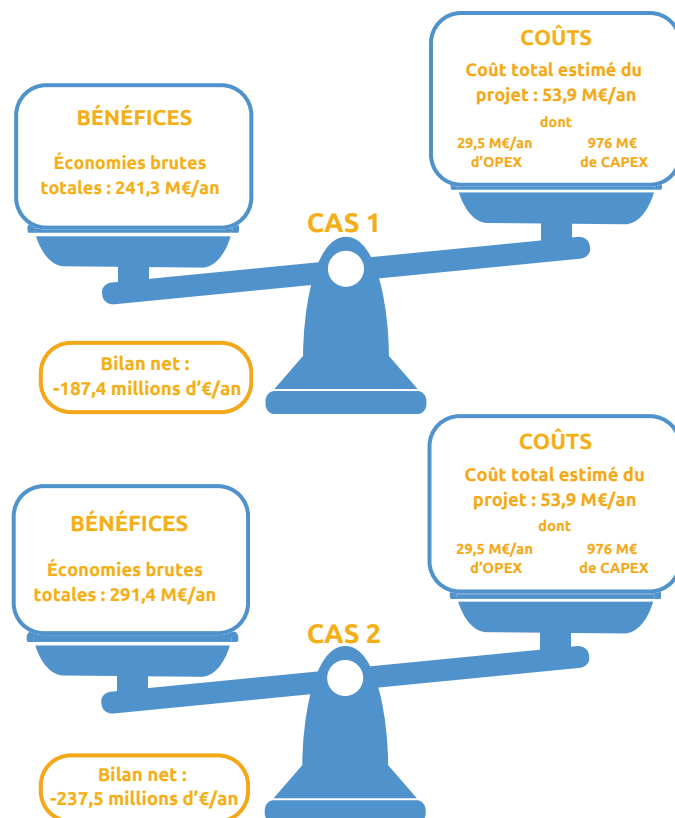 BÉNÉFICES
Économies brutes
totales : 241,3 M€/an
COÛTS
Coût total estimé du
projet : 53,9 M€/an
dont
29,5 M€/an
d’OPEX
976 M€
de CAPEX
CAS 1
Bilan net :
-187,4 millions d’€/an
BÉNÉFICES
Économies brutes
totales : 291,4 M€/an
COÛTS
Coût total estimé du
projet : 53,9 M€/an
dont
29,5 M€/an
d’OPEX
976 M€
de CAPEX
CAS 2
Bilan net :
-237,5 millions d’€/an